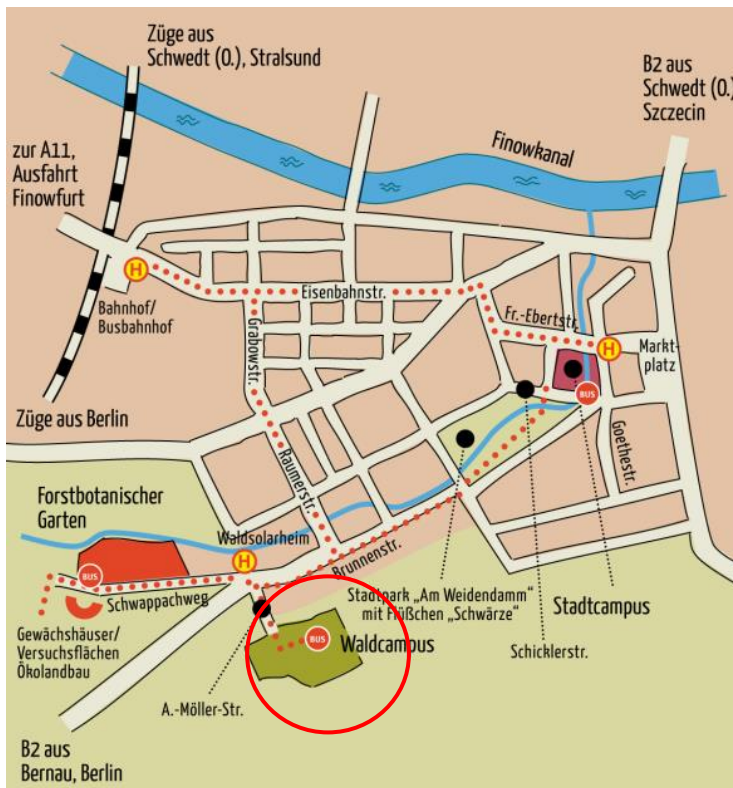 Züge aus
Schwedt (O.), Stralsund
B2 aus
Schwedt (O.)
Szczecin
Finowkanal
zur A11,
Ausfahrt
Finowfurt
H
Bahnhof/
Busbahnhof
Eisenbahnstr.
Grabowstr.
Fr.-Ebertstr.
H
Markt-
platz
BUS
Züge aus Berlin
Goethestr.
Raumerstr.
Forstbotanischer
Garten
Waldsolarheim
H
Brunnenstr.
BUS
Schwappachweg
Stadtpark „Am Weidendamm“
mit Flüßchen „Schwärze“
Stadtcampus
Gewächshäuser/
Versuchsflächen
Ökolandbau
BUS
Waldcampus
Schicklerstr.
A.-Möller-Str.
B2 aus
Bernau, Berlin